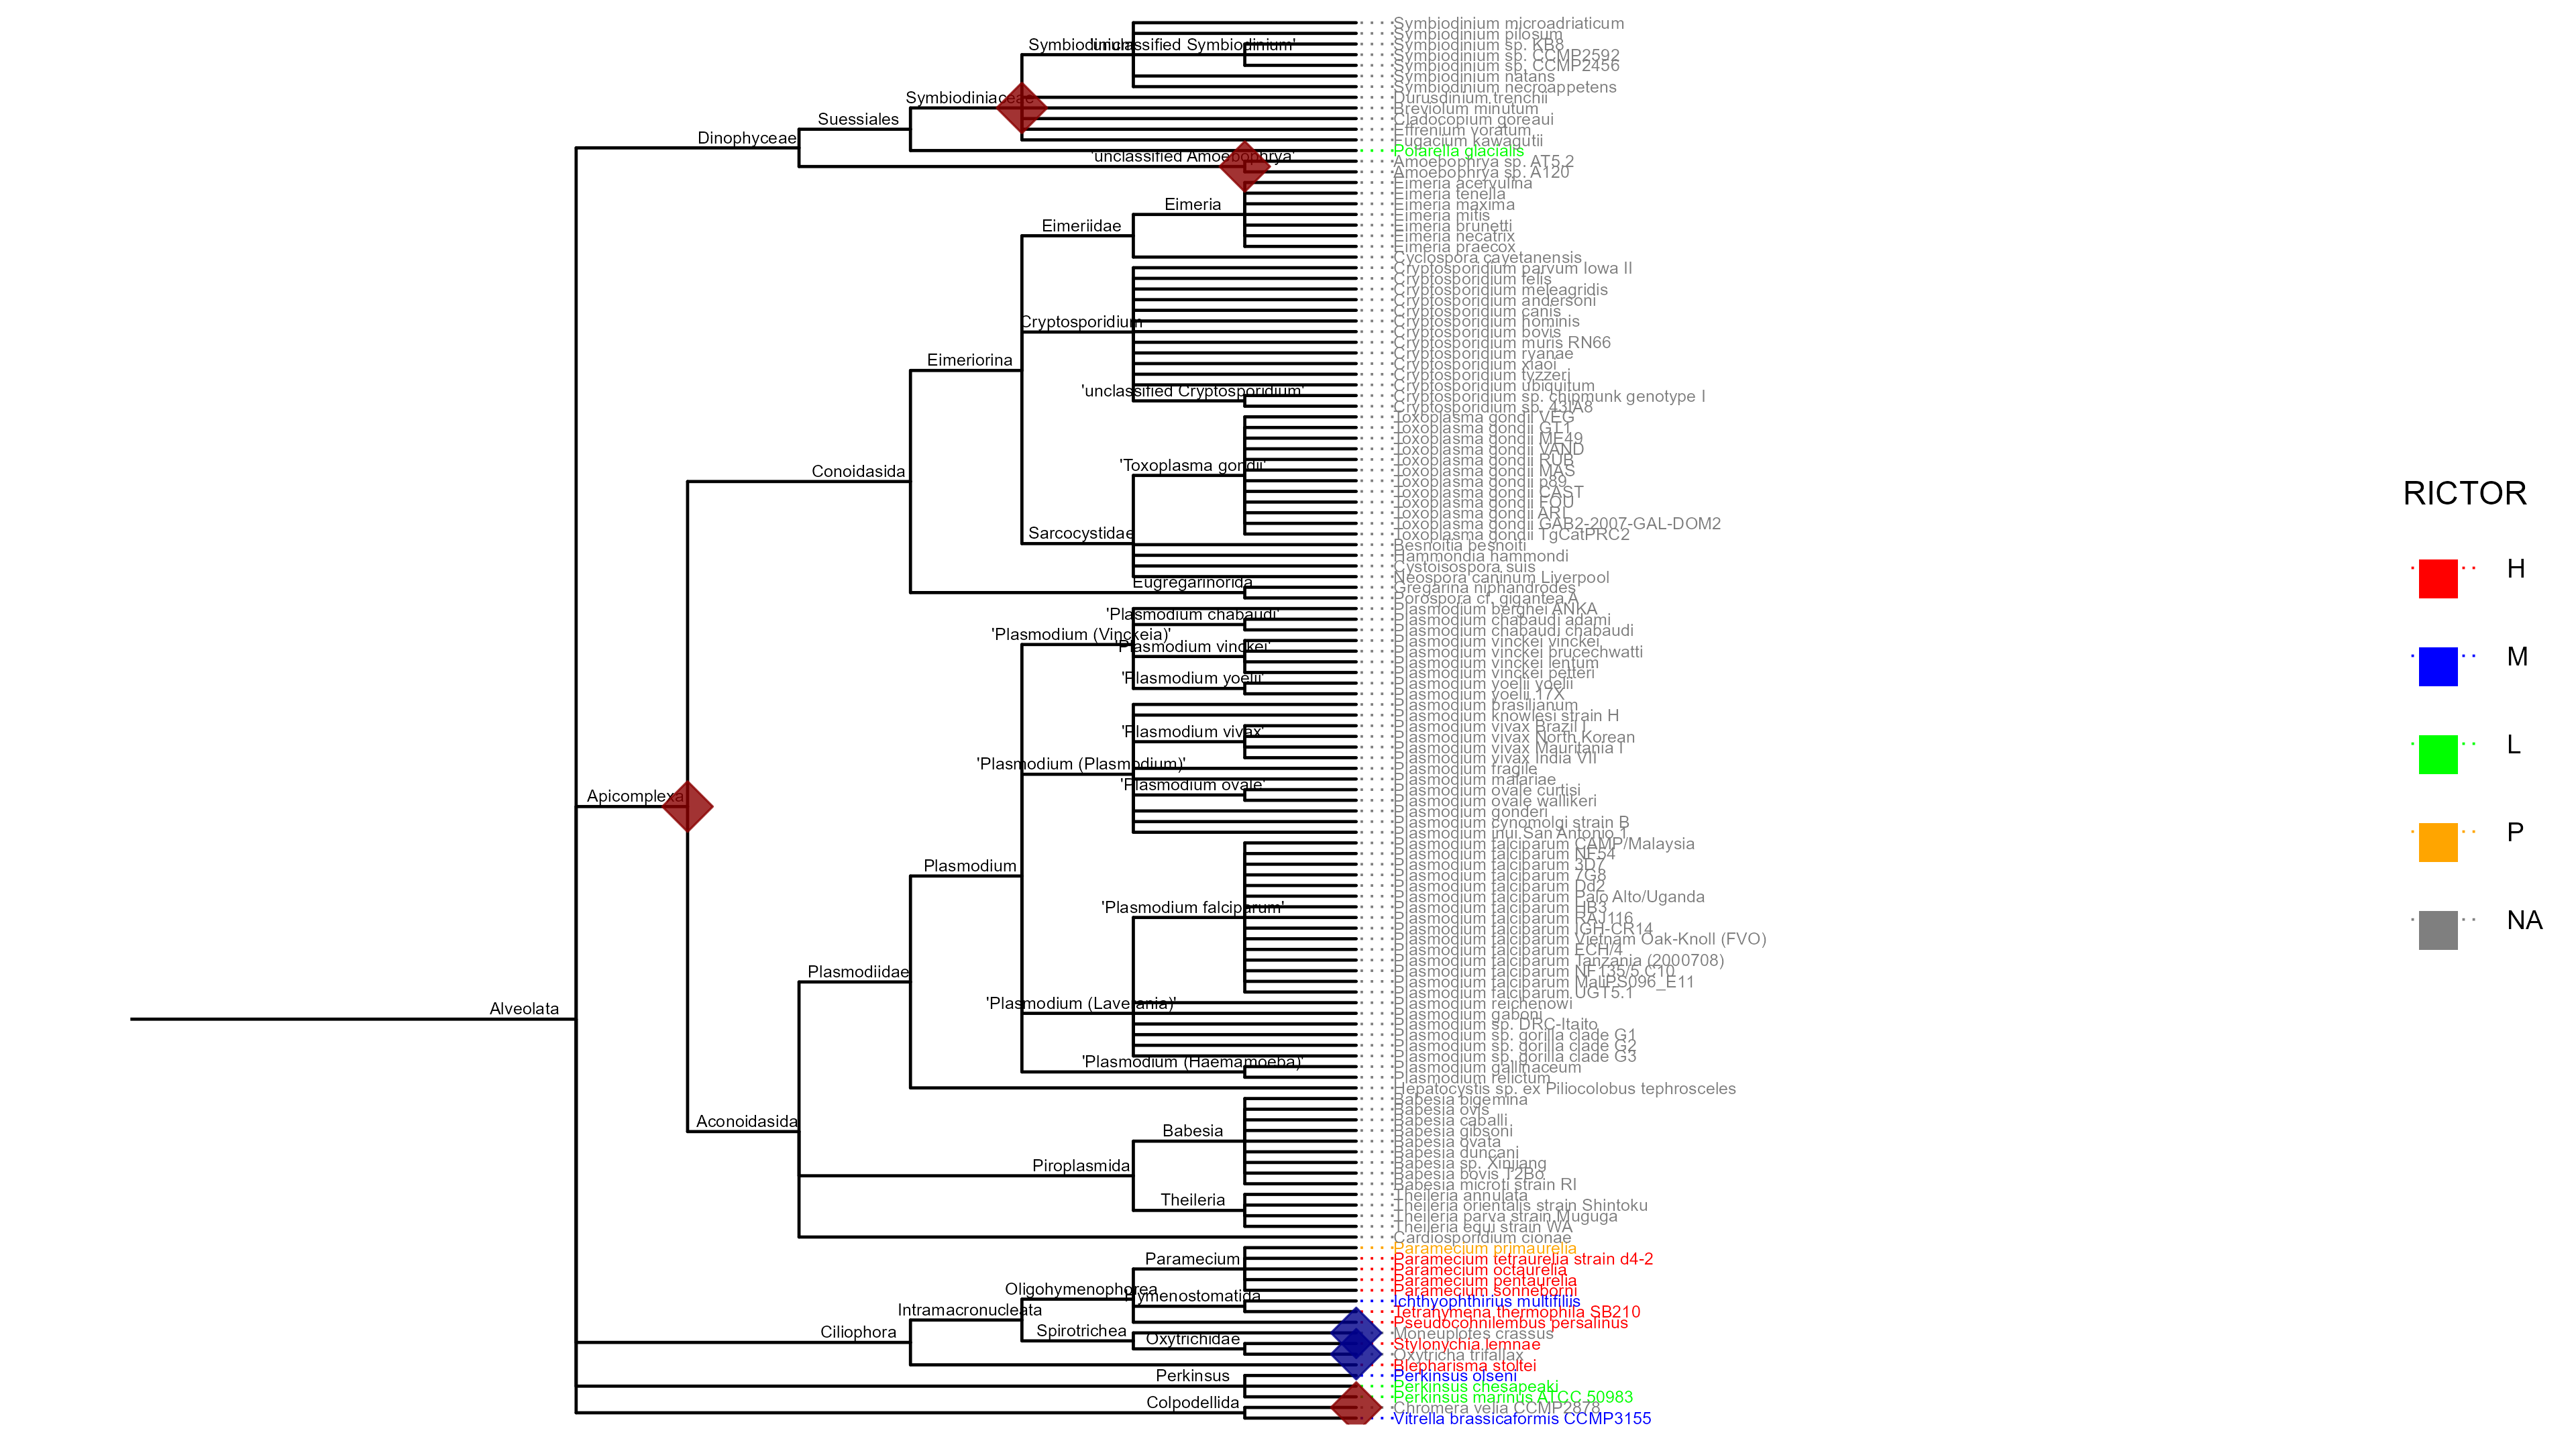 Symbiodinium microadriaticum
Symbiodinium pilosum
Symbiodinium 'unclassified Symbiodinium' Symbiodinium sp. KB8
Symbiodinium sp. CCMP2592
Symbiodinium sp. CCMP2456
Symbiodinium natans
Symbiodinium necroappetens
Symbiodiniaceae Durusdinium trenchii
Breviolum minutum
Suessiales Cladocopium goreaui
Effrenium voratum
Dinophyceae Fugacium kawagutii
Polarella glacialis
'unclassified Amoebophrya' Amoebophrya sp. AT5.2
Amoebophrya sp. A120
Eimeria acervulina
Eimeria tenella
Eimeria Eimeria maxima
Eimeria mitis
Eimeriidae Eimeria brunetti
Eimeria necatrix
Eimeria praecox
Cyclospora cayetanensis
Cryptosporidium parvum Iowa II
Cryptosporidium felis
Cryptosporidium meleagridis
Cryptosporidium andersoni
Cryptosporidium canis
Cryptosporidium Cryptosporidium hominis
Cryptosporidium bovis
Cryptosporidium muris RN66
Cryptosporidium ryanae
Eimeriorina Cryptosporidium xiaoi
Cryptosporidium tyzzeri
Cryptosporidium ubiquitum
'unclassified Cryptosporidium' Cryptosporidium sp. chipmunk genotype I
Cryptosporidium sp. 43IA8
Toxoplasma gondii VEG
Toxoplasma gondii GT1
Toxoplasma gondii ME49
Toxoplasma gondii VAND
Toxoplasma gondii RUB
Conoidasida 'Toxoplasma gondii' Toxoplasma gondii MAS
Toxoplasma gondii p89
Toxoplasma gondii CAST
Toxoplasma gondii FOU
Toxoplasma gondii ARI
Toxoplasma gondii GAB2-2007-GAL-DOM2
Sarcocystidae Toxoplasma gondii TgCatPRC2
Besnoitia besnoiti
Hammondia hammondi
Cystoisospora suis
Neospora caninum Liverpool
Eugregarinorida Gregarina niphandrodes
Porospora cf. gigantea A
Plasmodium berghei ANKA
'Plasmodium chabaudi' Plasmodium chabaudi adami
Plasmodium chabaudi chabaudi
'Plasmodium (Vinckeia)' Plasmodium vinckei vinckei
'Plasmodium vinckei' Plasmodium vinckei brucechwatti
Plasmodium vinckei lentum
Plasmodium vinckei petteri
'Plasmodium yoelii' Plasmodium yoelii yoelii
Plasmodium yoelii 17X
Plasmodium brasilianum
Plasmodium knowlesi strain H
Plasmodium vivax Brazil I
'Plasmodium vivax' Plasmodium vivax North Korean
Plasmodium vivax Mauritania I
Plasmodium vivax India VII
'Plasmodium (Plasmodium)' Plasmodium fragile
Plasmodium malariae
'Plasmodium ovale' Plasmodium ovale curtisi
Apicomplexa Plasmodium ovale wallikeri
Plasmodium gonderi
Plasmodium cynomolgi strain B
Plasmodium inui San Antonio 1
Plasmodium falciparum CAMP/Malaysia
Plasmodium falciparum NF54
Plasmodium Plasmodium falciparum 3D7
Plasmodium falciparum 7G8
Plasmodium falciparum Dd2
Plasmodium falciparum Palo Alto/Uganda
'Plasmodium falciparum' Plasmodium falciparum HB3
Plasmodium falciparum RAJ116
Plasmodium falciparum IGH-CR14
Plasmodium falciparum Vietnam Oak-Knoll (FVO)
Plasmodium falciparum ECH/4
Plasmodium falciparum Tanzania (2000708)
Plasmodiidae Plasmodium falciparum NF135/5.C10
Plasmodium falciparum MaliPS096_E11
Plasmodium falciparum UGT5.1
'Plasmodium (Laverania)' Plasmodium reichenowi
Alveolata Plasmodium gaboni
Plasmodium sp. DRC-Itaito
Plasmodium sp. gorilla clade G1
Plasmodium sp. gorilla clade G2
Plasmodium sp. gorilla clade G3
'Plasmodium (Haemamoeba)' Plasmodium gallinaceum
Plasmodium relictum
Hepatocystis sp. ex Piliocolobus tephrosceles
Babesia bigemina
Babesia ovis
Aconoidasida Babesia caballi
Babesia Babesia gibsoni
Babesia ovata
Babesia duncani
Piroplasmida Babesia sp. Xinjiang
Babesia bovis T2Bo
Babesia microti strain RI
Theileria Theileria annulata
Theileria orientalis strain Shintoku
Theileria parva strain Muguga
Theileria equi strain WA
Cardiosporidium cionae
Paramecium primaurelia
Paramecium Paramecium tetraurelia strain d4-2
Paramecium octaurelia
Paramecium pentaurelia
Oligohymenophorea Paramecium sonneborni
Hymenostomatida Ichthyophthirius multifiliis
Intramacronucleata Tetrahymena thermophila SB210
Pseudocohnilembus persalinus
Ciliophora Spirotrichea Moneuplotes crassus
Oxytrichidae Stylonychia lemnae
Oxytricha trifallax
Blepharisma stoltei
Perkinsus Perkinsus olseni
Perkinsus chesapeaki
Perkinsus marinus ATCC 50983
Colpodellida Chromera velia CCMP2878
Vitrella brassicaformis CCMP3155
RICTOR
H
M
L
P
NA